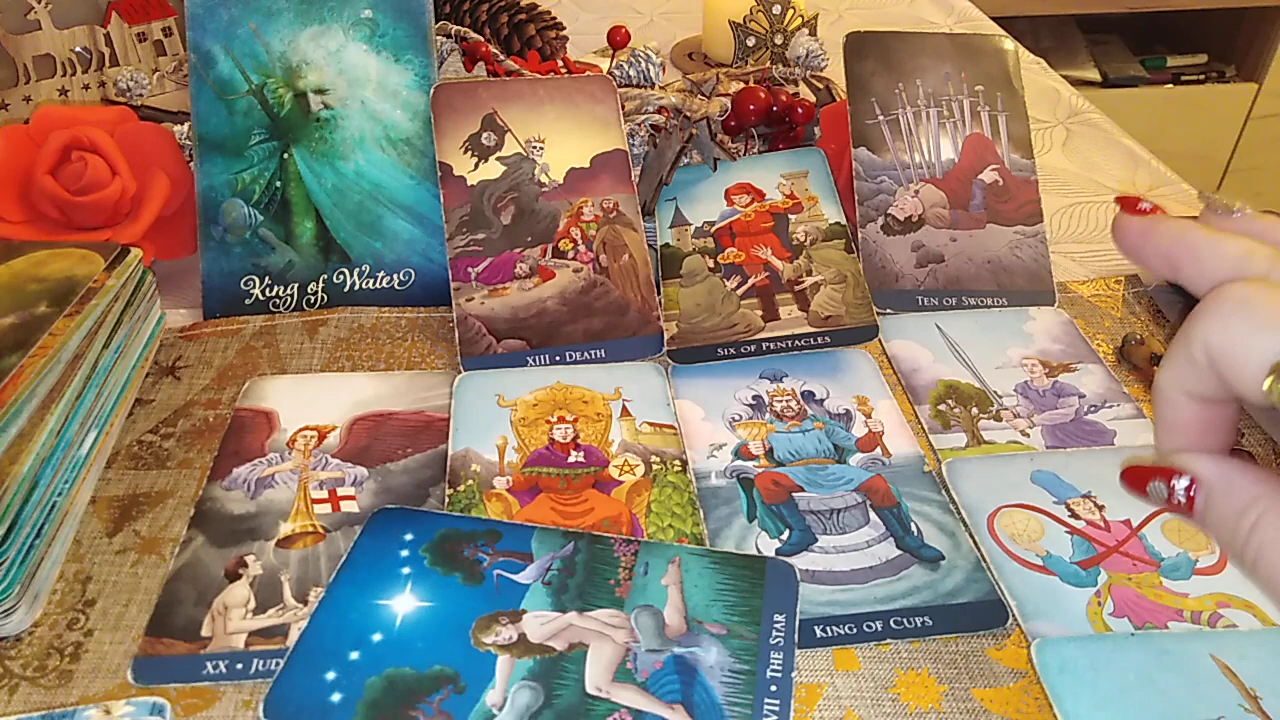 King of Water
XIII • DEATH
SIX OF PENTACLES
TEN OF SWORDS
XX • JUD
KING OF CUPS
VII • THE STAR